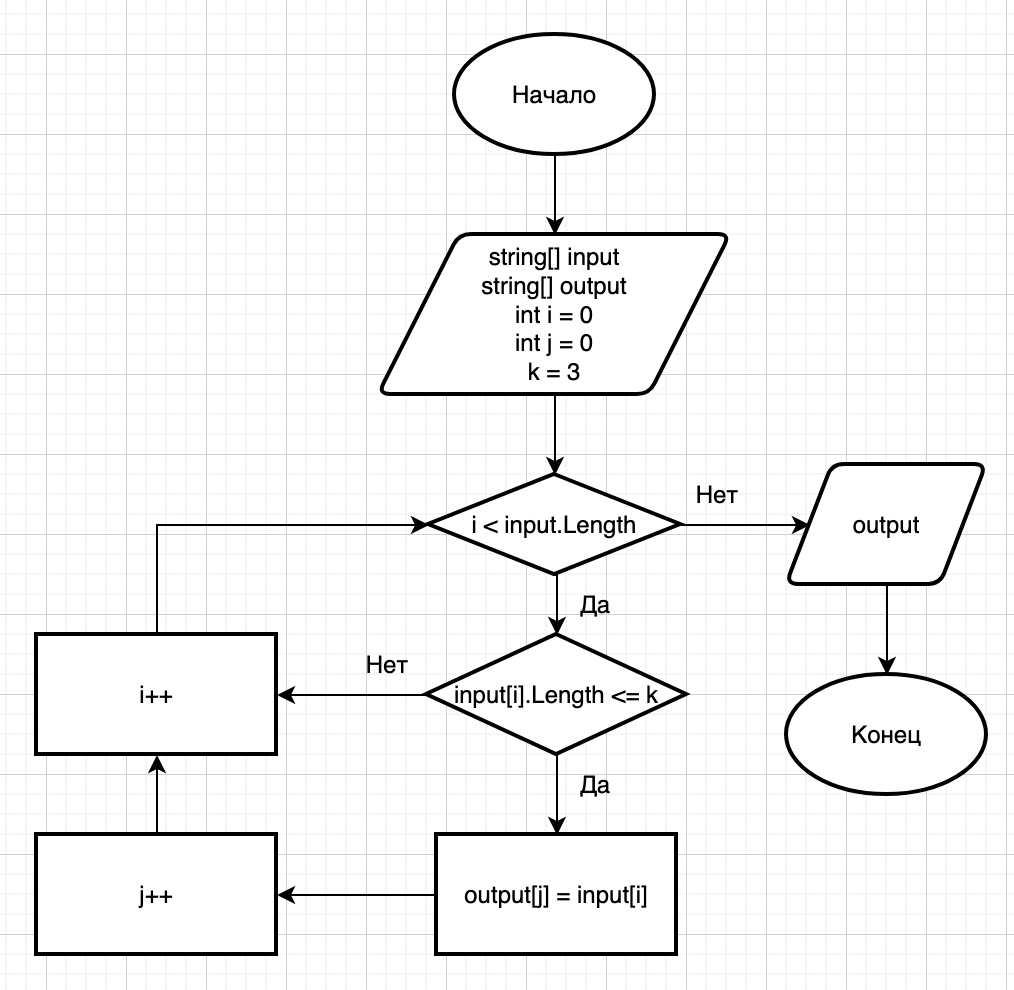 Начало
string[] input
string[] output
int i = 0
int j = 0
k = 3
i < input.Length
Нет
output
Да
Нет
input[i].Length <= k
i++
Конец
Да
output[j] = input[i]
j++